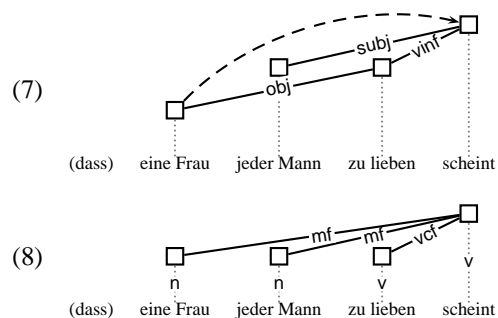 (7)
subj
vinf
obj
(dass) eine Frau jeder Mann zu lieben scheint
(8)
mf mf vcf
n n v v
(dass) eine Frau jeder Mann zu lieben scheint